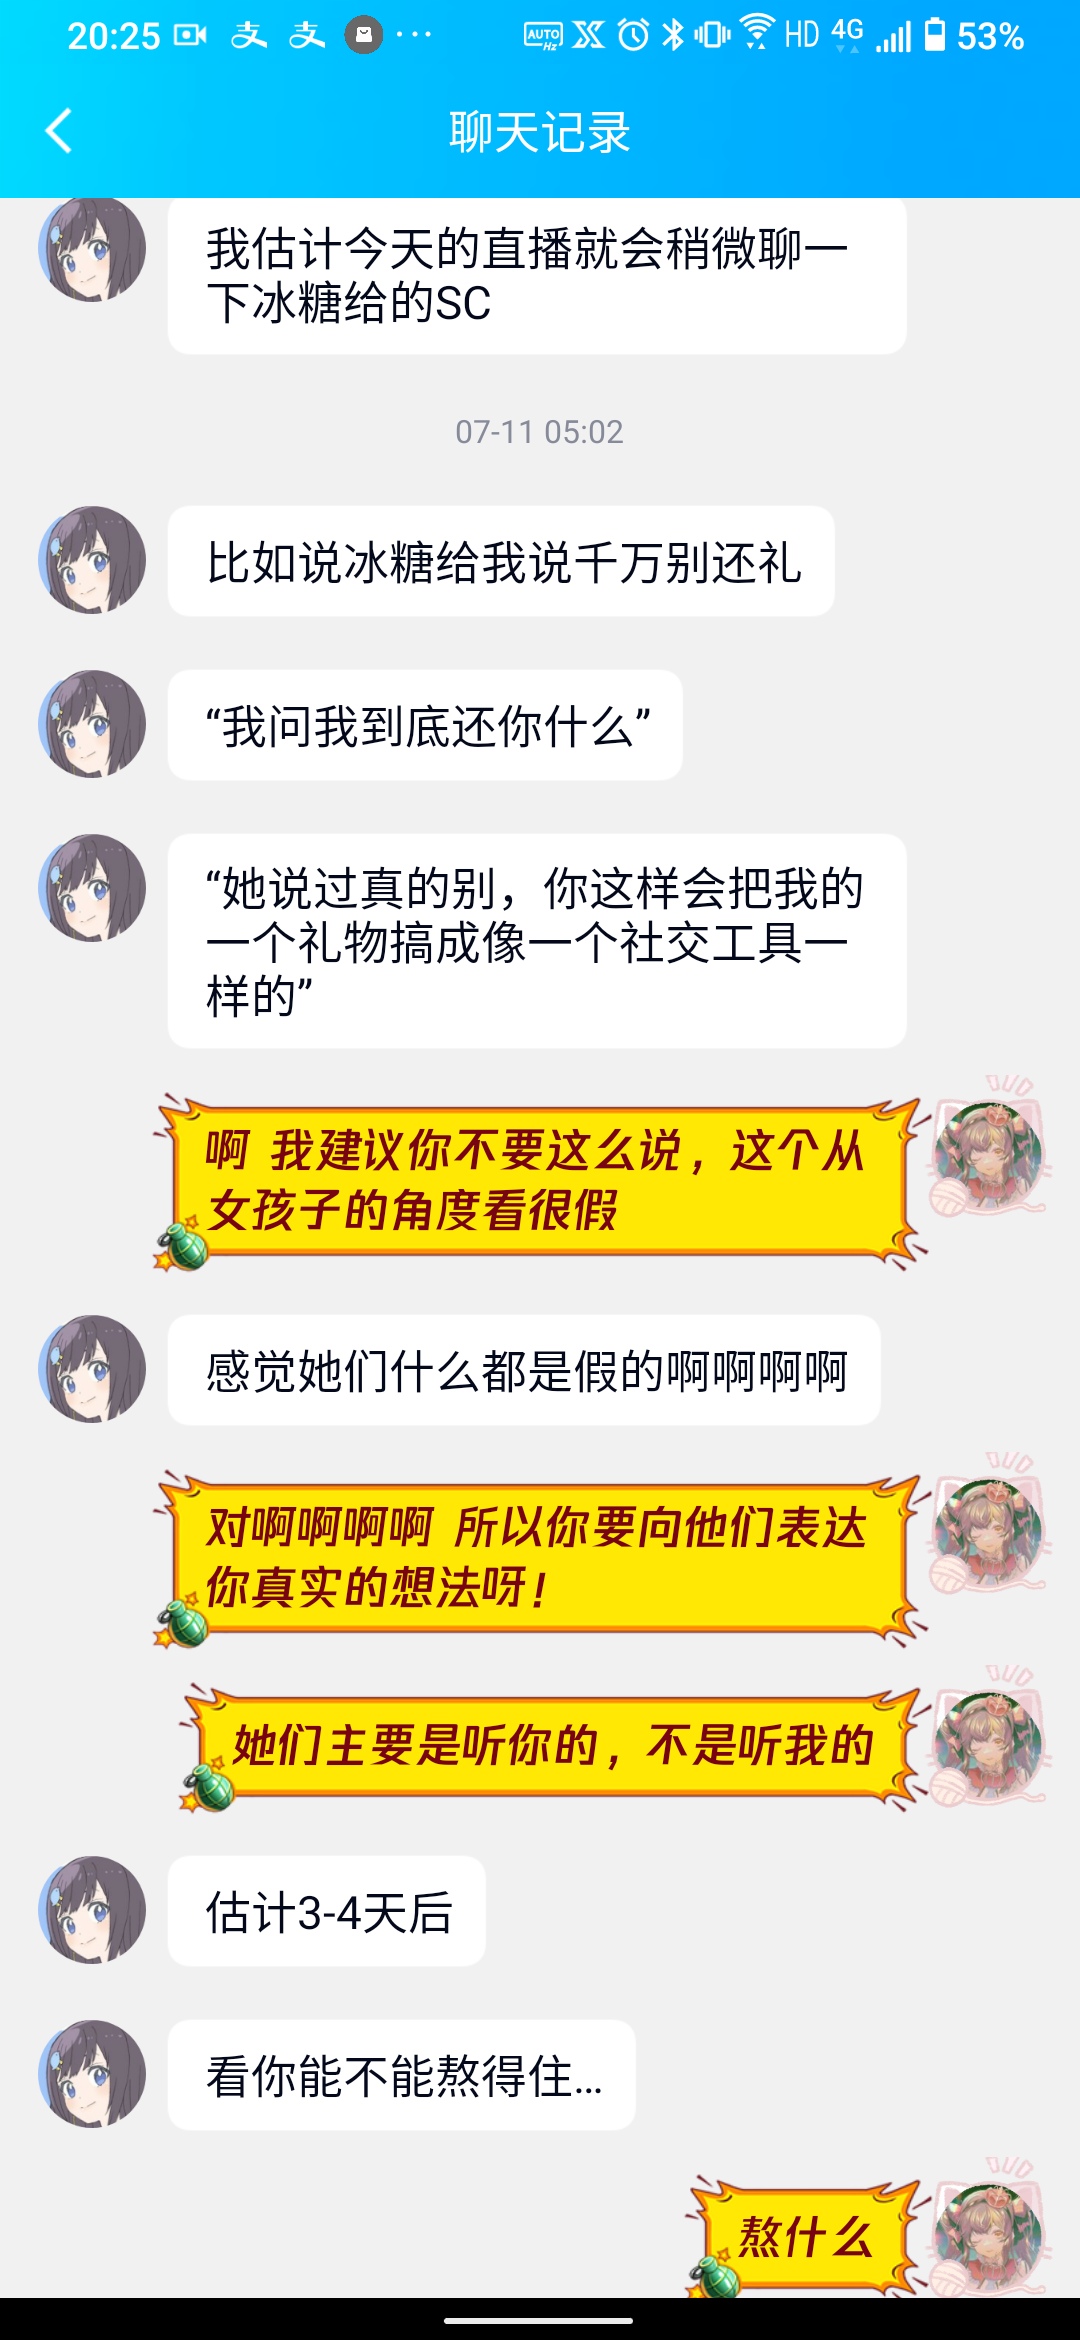 20:25 支 支 ··· AUTO Hz HD 4G 53%
聊天记录
我估计今天的直播就会稍微聊一
下冰糖给的SC
07-11 05:02
比如说冰糖给我说千万别还礼
“我问我到底还你什么”
“她说过真的别，你这样会把我的
一个礼物搞成像一个社交工具一
样的”
啊 我建议你不要这么说，这个从
女孩子的角度看很假
感觉她们什么都是假的啊啊啊啊
对啊啊啊啊 所以你要向他们表达
你真实的想法呀！
她们主要是听你的，不是听我的
估计3-4天后
看你能不能熬得住...
熬什么